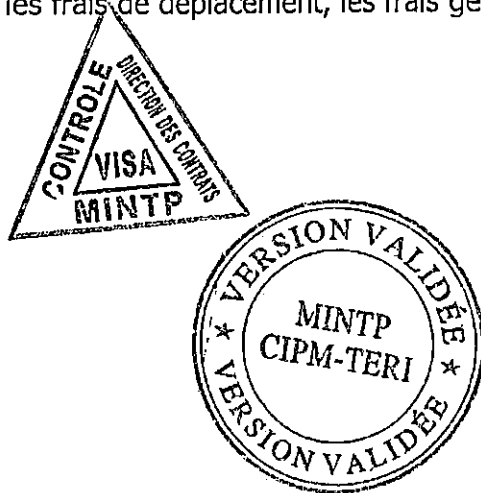 les frais de déplacement, les frais gé
CONTROLE
DIRECTION DES CONTRATS
VISA
MINTP
* VERSION VALIDÉE *
MINTP
CIPM-TERI
VERSION VALIDÉE